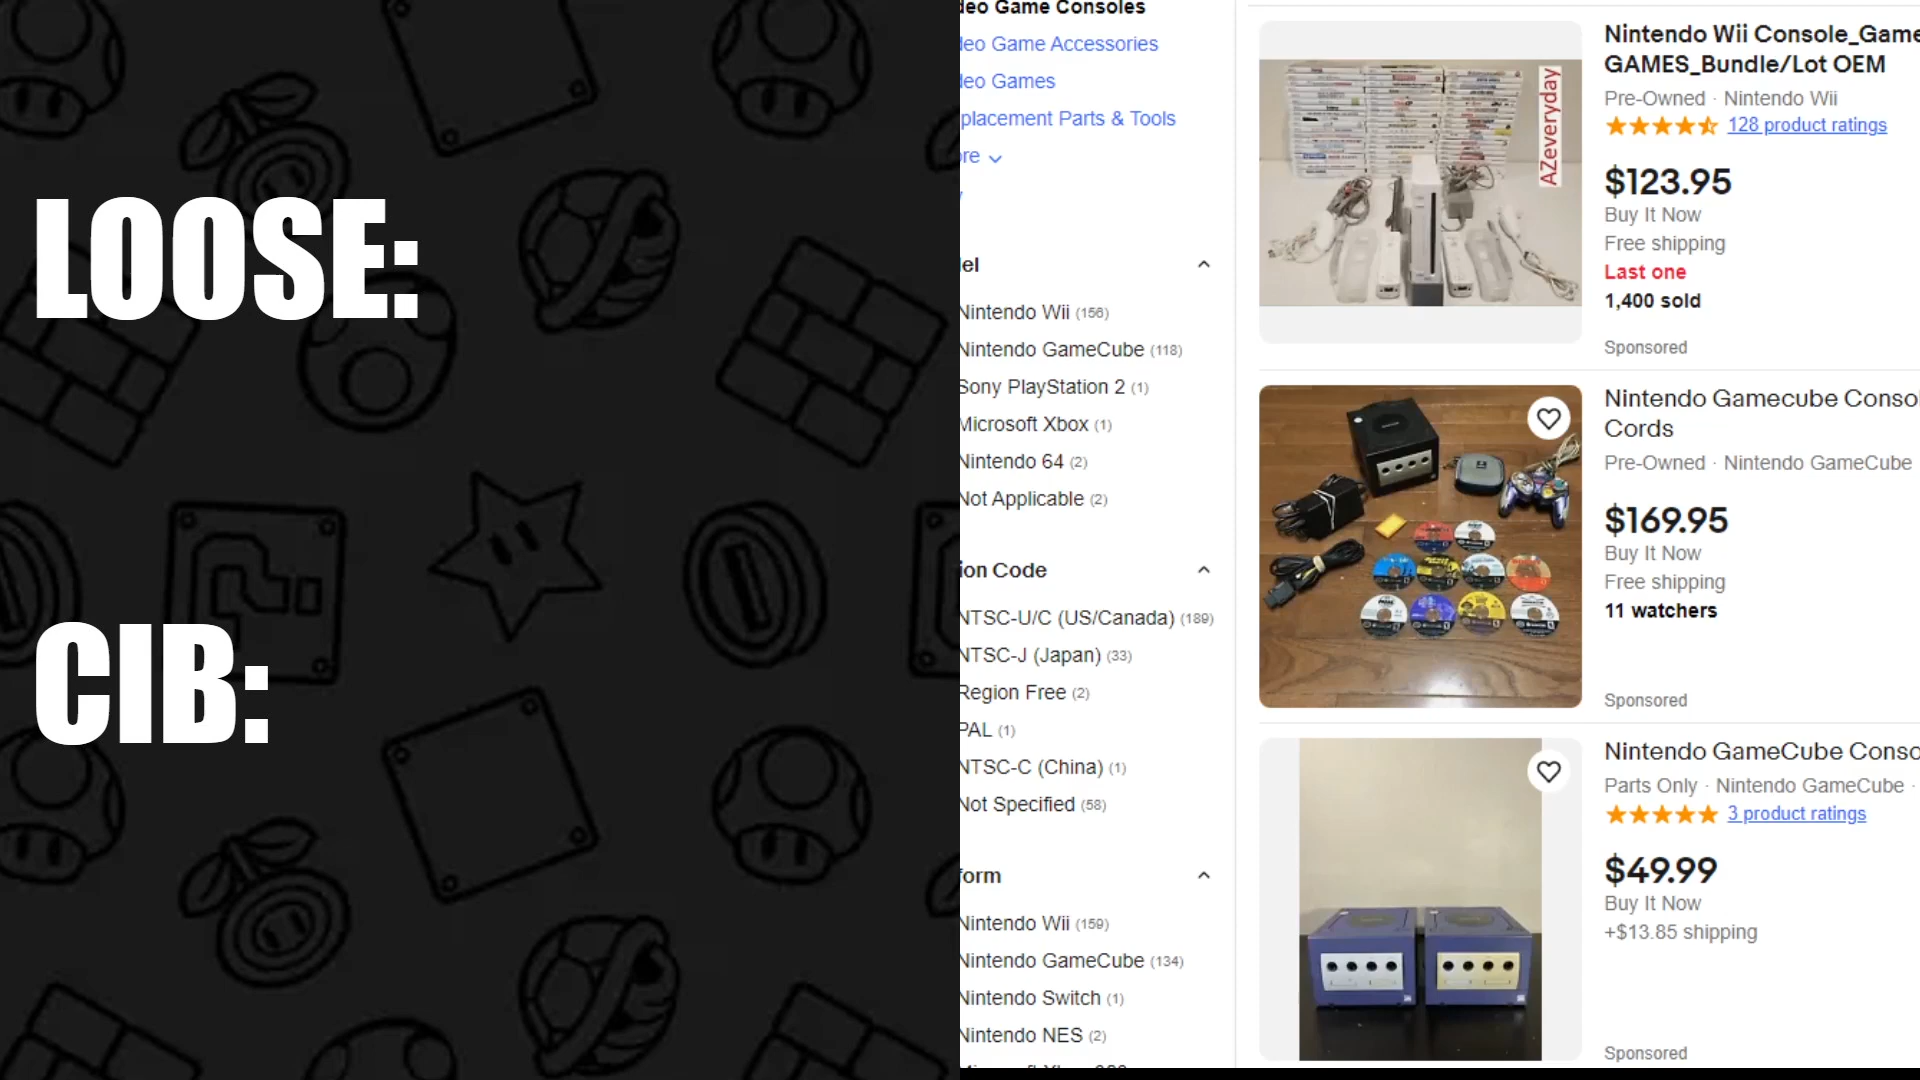 LOOSE:
CIB:
deo Game Consoles
deo Game Accessories
deo Games
placement Parts & Tools
ore
del
Nintendo Wii (156)
Nintendo GameCube (118)
Sony PlayStation 2 (1)
Microsoft Xbox (1)
Nintendo 64 (2)
Not Applicable (2)
ion Code
NTSC-U/C (US/Canada) (189)
NTSC-J (Japan) (33)
Region Free (2)
PAL (1)
NTSC-C (China) (1)
Not Specified (58)
form
Nintendo Wii (159)
Nintendo GameCube (134)
Nintendo Switch (1)
Nintendo NES (2)
AZeveryday
Nintendo Wii Console_Game
GAMES_Bundle/Lot OEM
Pre-Owned · Nintendo Wii
128 product ratings
$123.95
Buy It Now
Free shipping
Last one
1,400 sold
Sponsored
Nintendo Gamecube Consol
Cords
Pre-Owned · Nintendo GameCube
$169.95
Buy It Now
Free shipping
11 watchers
Sponsored
Nintendo GameCube Conso
Parts Only · Nintendo GameCube ·
3 product ratings
$49.99
Buy It Now
+$13.85 shipping
Sponsored